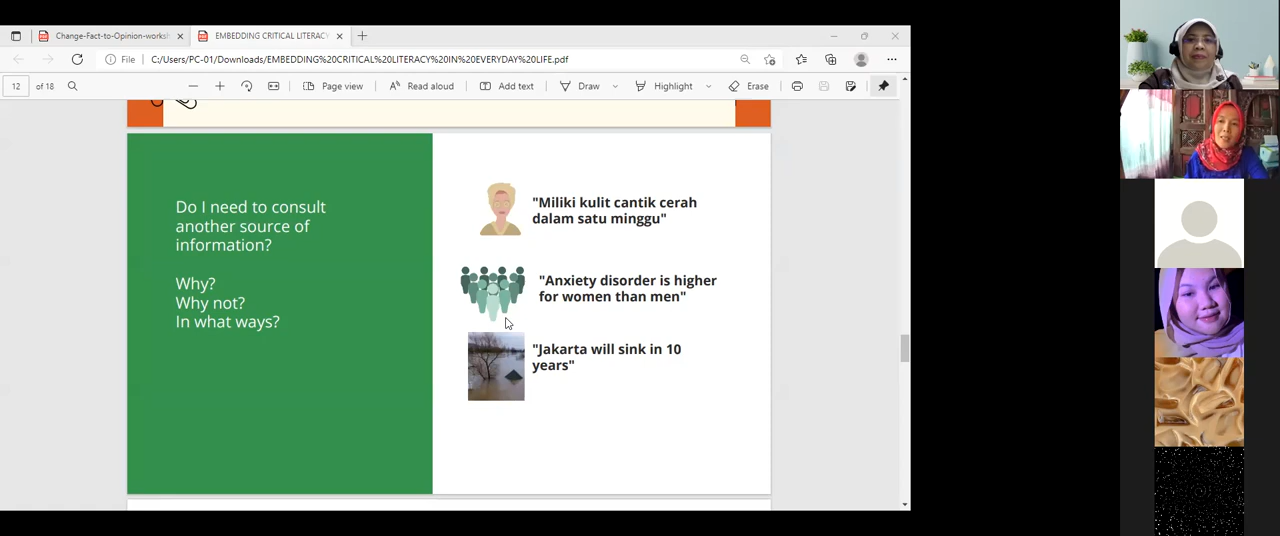 Change-Fact-to-Opinion-worksh
EMBEDDING CRITICAL LITERACY
File
C:/Users/PC-01/Downloads/EMBEDDING%20CRITICAL%20LITERACY%20IN%20EVERYDAY%20LIFE.pdf
12 of 18
Page view
Read aloud
Add text
Draw
Highlight
Erase
Do I need to consult
another source of
information?
Why?
Why not?
In what ways?
"Miliki kulit cantik cerah
dalam satu minggu"
"Anxiety disorder is higher
for women than men"
"Jakarta will sink in 10
years"